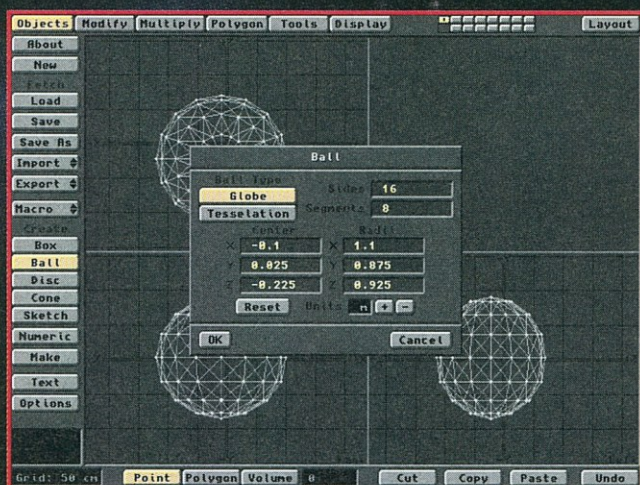 Objects Modify Multiply Polygon Tools Display Layout
About
New
Fetch
Load
Save
Save As
Import
Export
Macro
Create
Box
Ball
Disc
Cone
Sketch
Numeric
Make
Text
Options
Ball
Ball Type
Globe
Tesselation
Sides 16
Segments 8
Center Radii
X -0.1 X 1.1
Y 0.025 Y 0.875
Z -0.225 Z 0.925
Reset Units m + -
OK Cancel
Grid: 50 cm Point Polygon Volume 0 Cut Copy Paste Undo